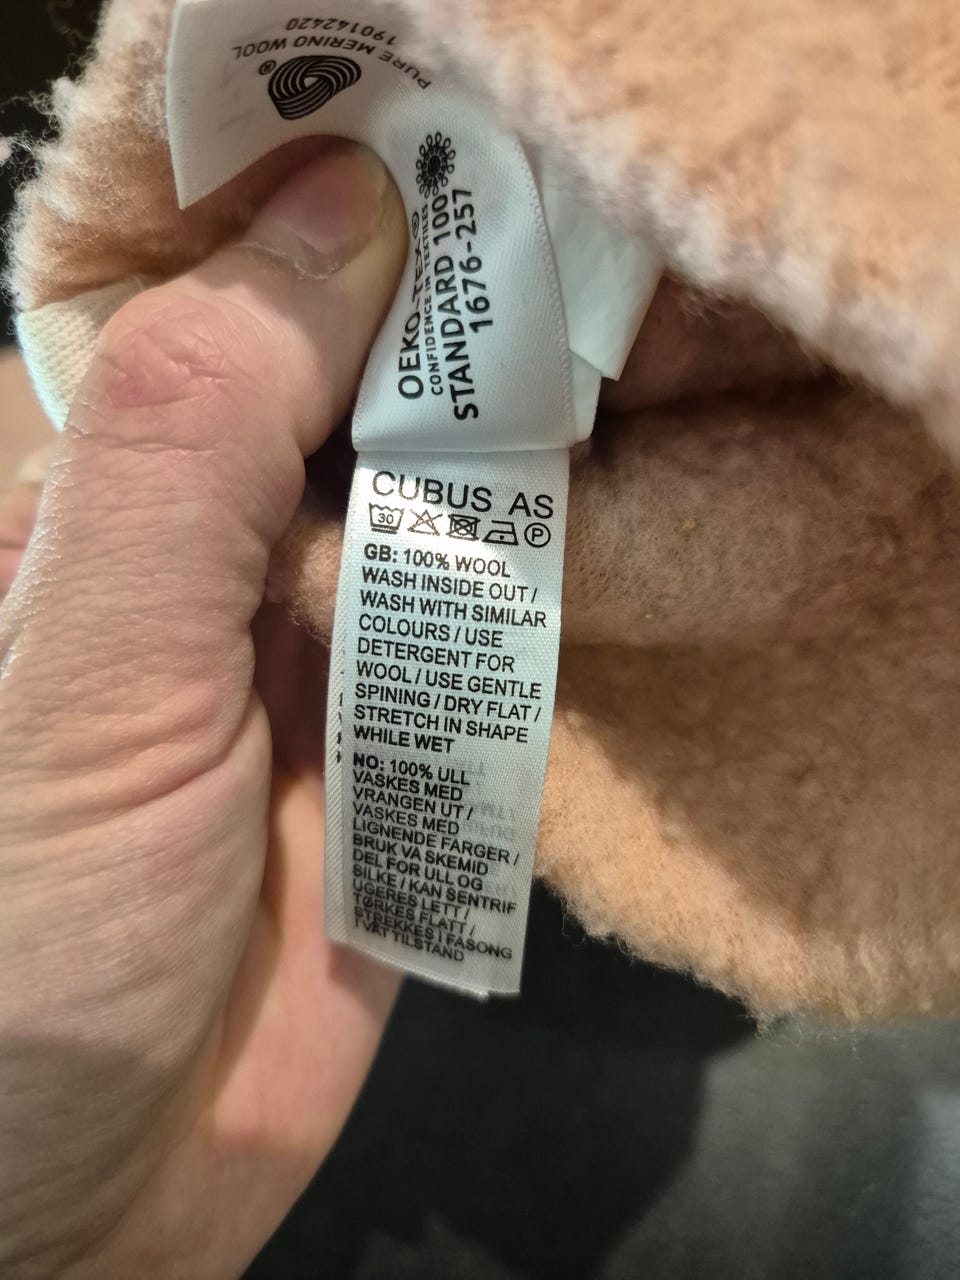 PURE MERINO WOOL
190142420
®
OEKO-TEX®
CONFIDENCE IN TEXTILES
STANDARD 100
1676-257
CUBUS AS
30 P
GB: 100% WOOL
WASH INSIDE OUT /
WASH WITH SIMILAR
COLOURS / USE
DETERGENT FOR
WOOL / USE GENTLE
SPINING / DRY FLAT /
STRETCH IN SHAPE
WHILE WET
NO: 100% ULL
VASKES MED
VRANGEN UT /
VASKES MED
LIGNENDE FARGER /
BRUK VA SKEMID
DEL FOR ULL OG
SILKE / KAN SENTRIF
UGERES LETT /
TØRKES FLATT /
STREKKES I FASONG
I VÅT TILSTAND